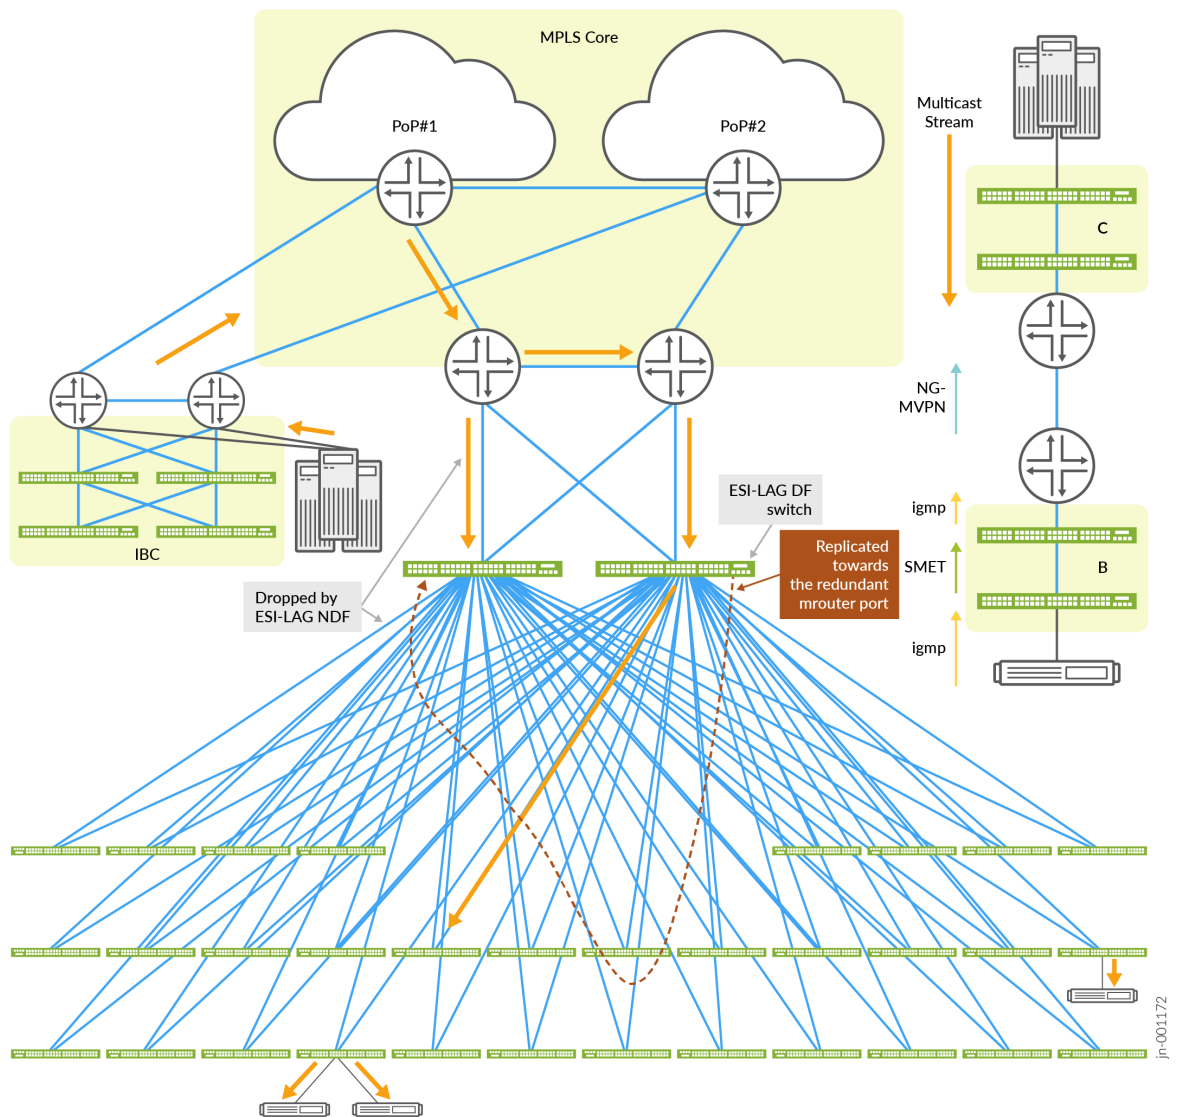 MPLS Core
PoP#1
PoP#2
Multicast
Stream
C
NG-
MVPN
igmp
SMET
B
igmp
IBC
ESI-LAG DF
switch
Replicated
towards
the redundant
mrouter port
Dropped by
ESI-LAG NDF
jn-001172